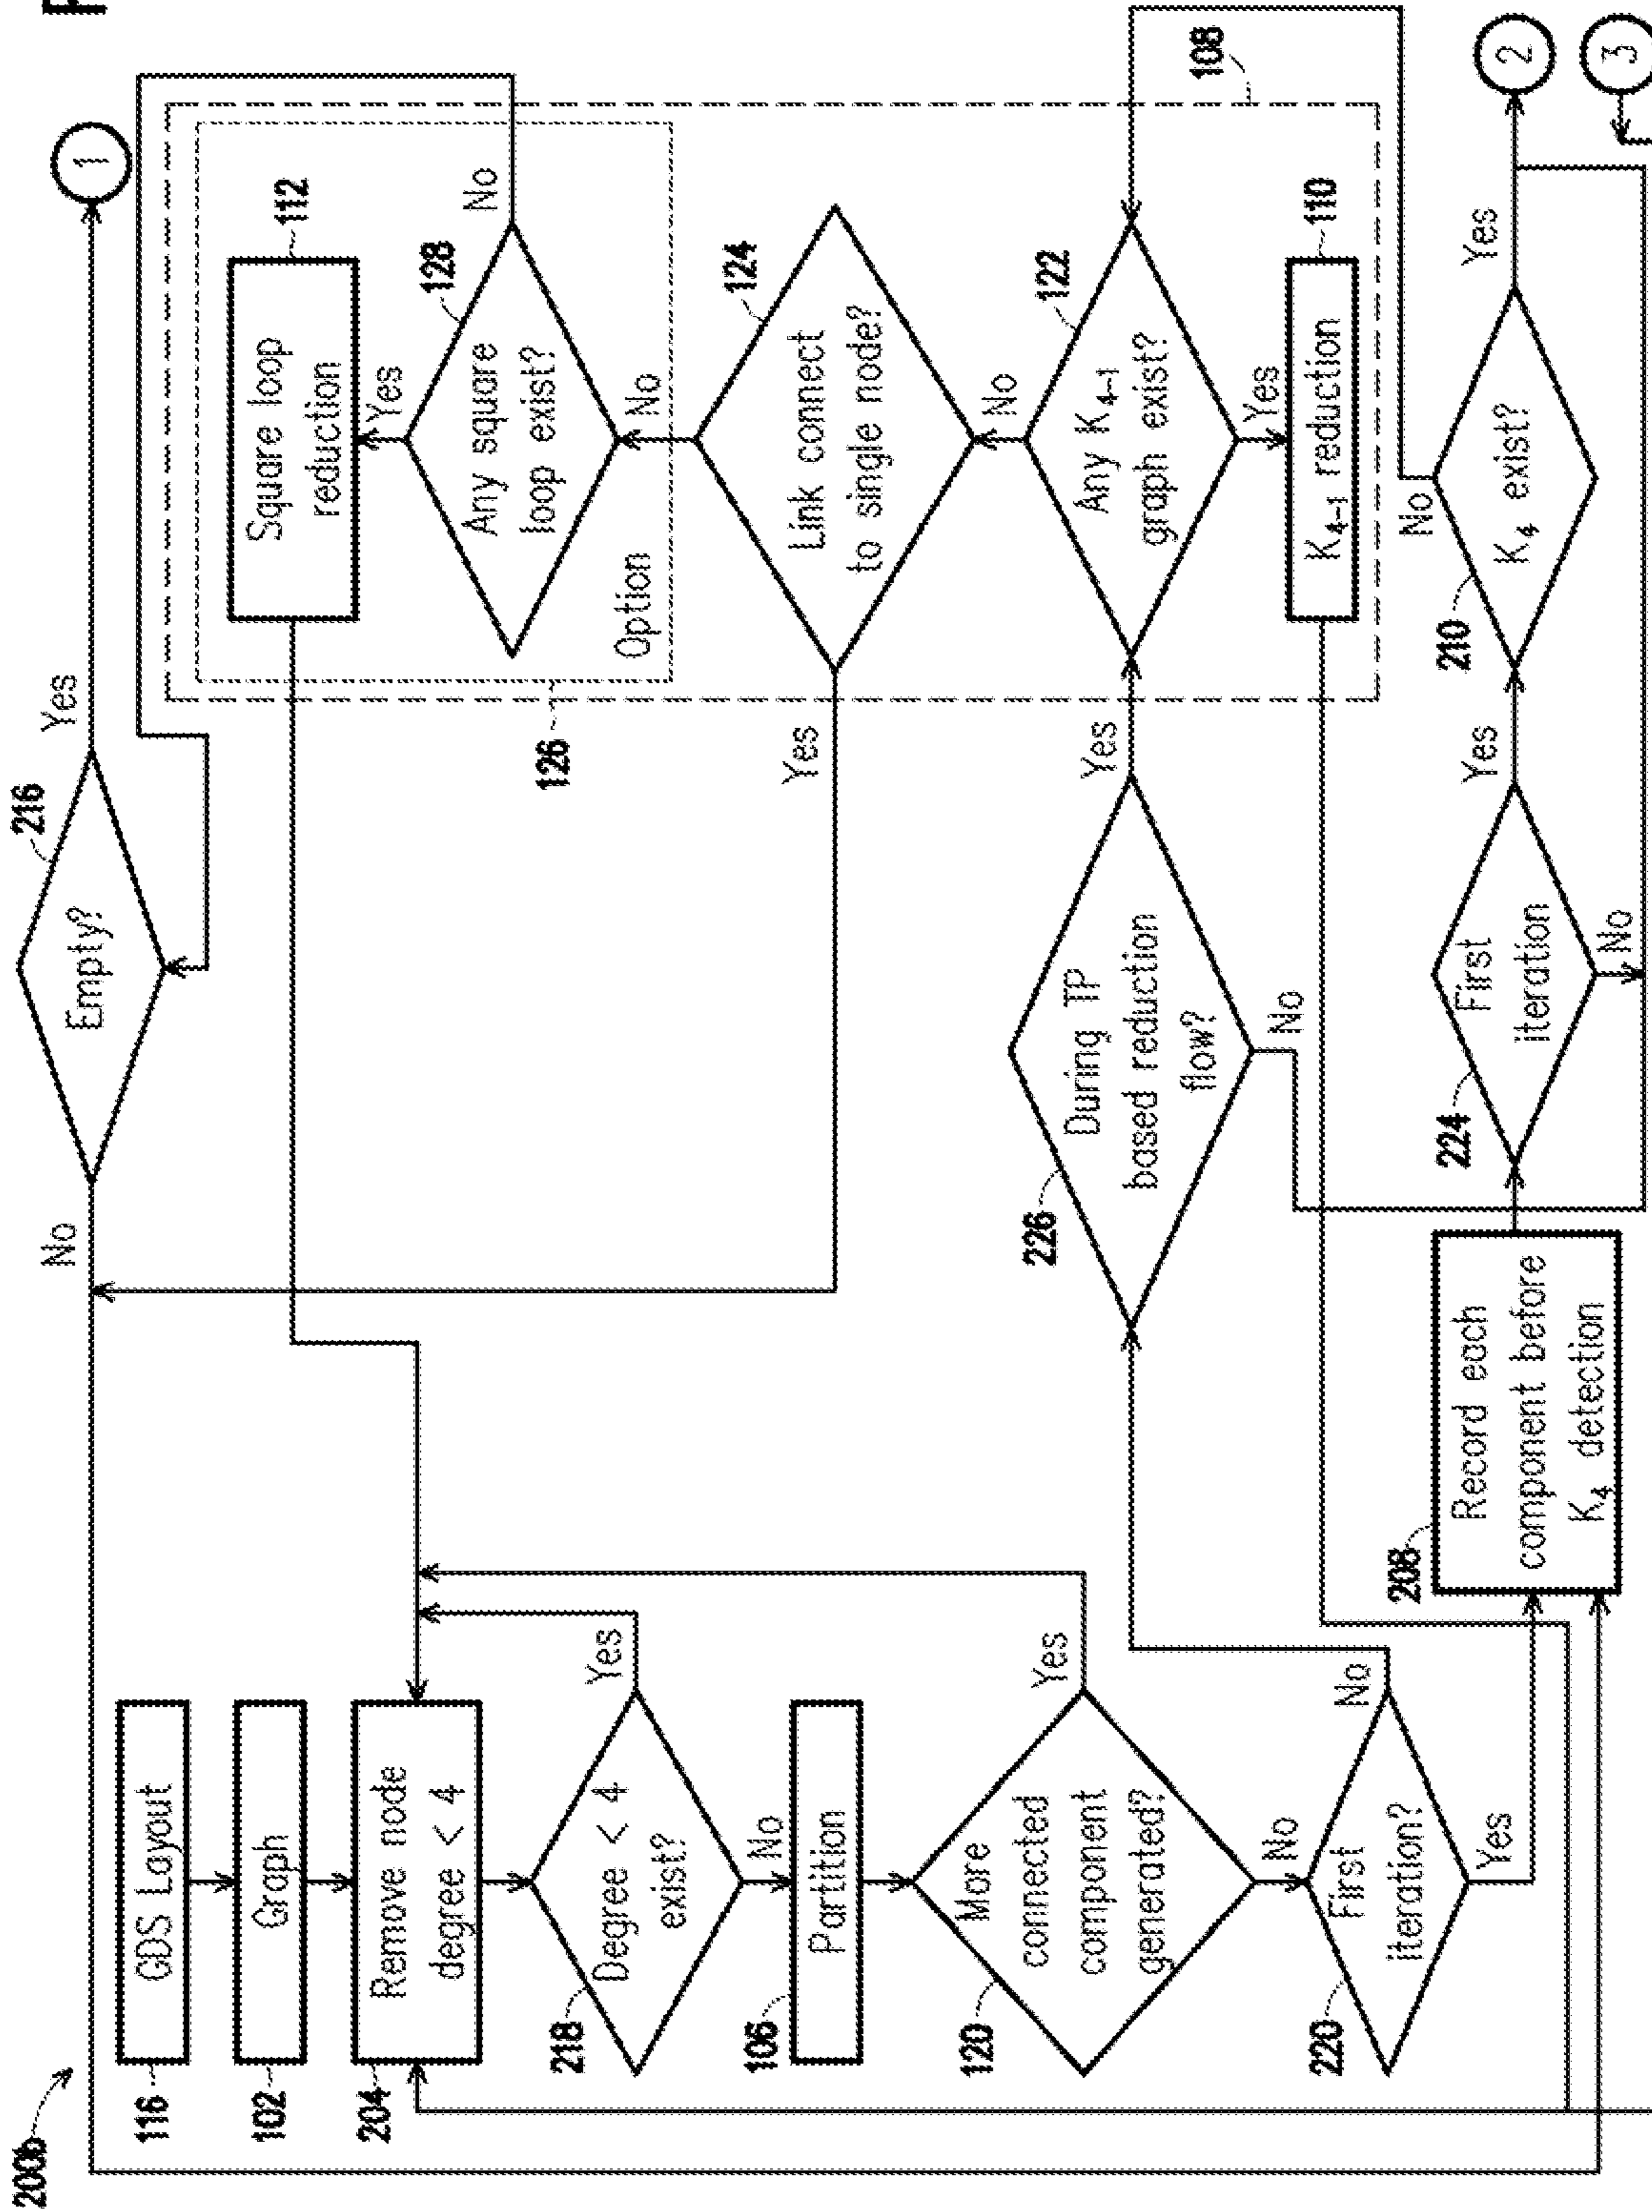 200b
GDS Layout
116
Graph
102
Remove node
degree < 4
204
Degree < 4
exist?
218
Yes
No
Partition
106
More
connected
component
generated?
120
Yes
No
First
iteration?
220
No
Yes
Record each
component before
K₄ detection
208
First
iteration
224
Yes
No
K₄ exist?
210
No
Yes
2
3
During TP
based reduction
flow?
226
Yes
No
108
Any K₄₋₁
graph exist?
122
No
Yes
K₄₋₁ reduction
110
Link connect
to single node?
124
Yes
No
Option
126
Any square
loop exist?
128
Yes
No
Square loop
reduction
112
Empty?
216
No
Yes
1